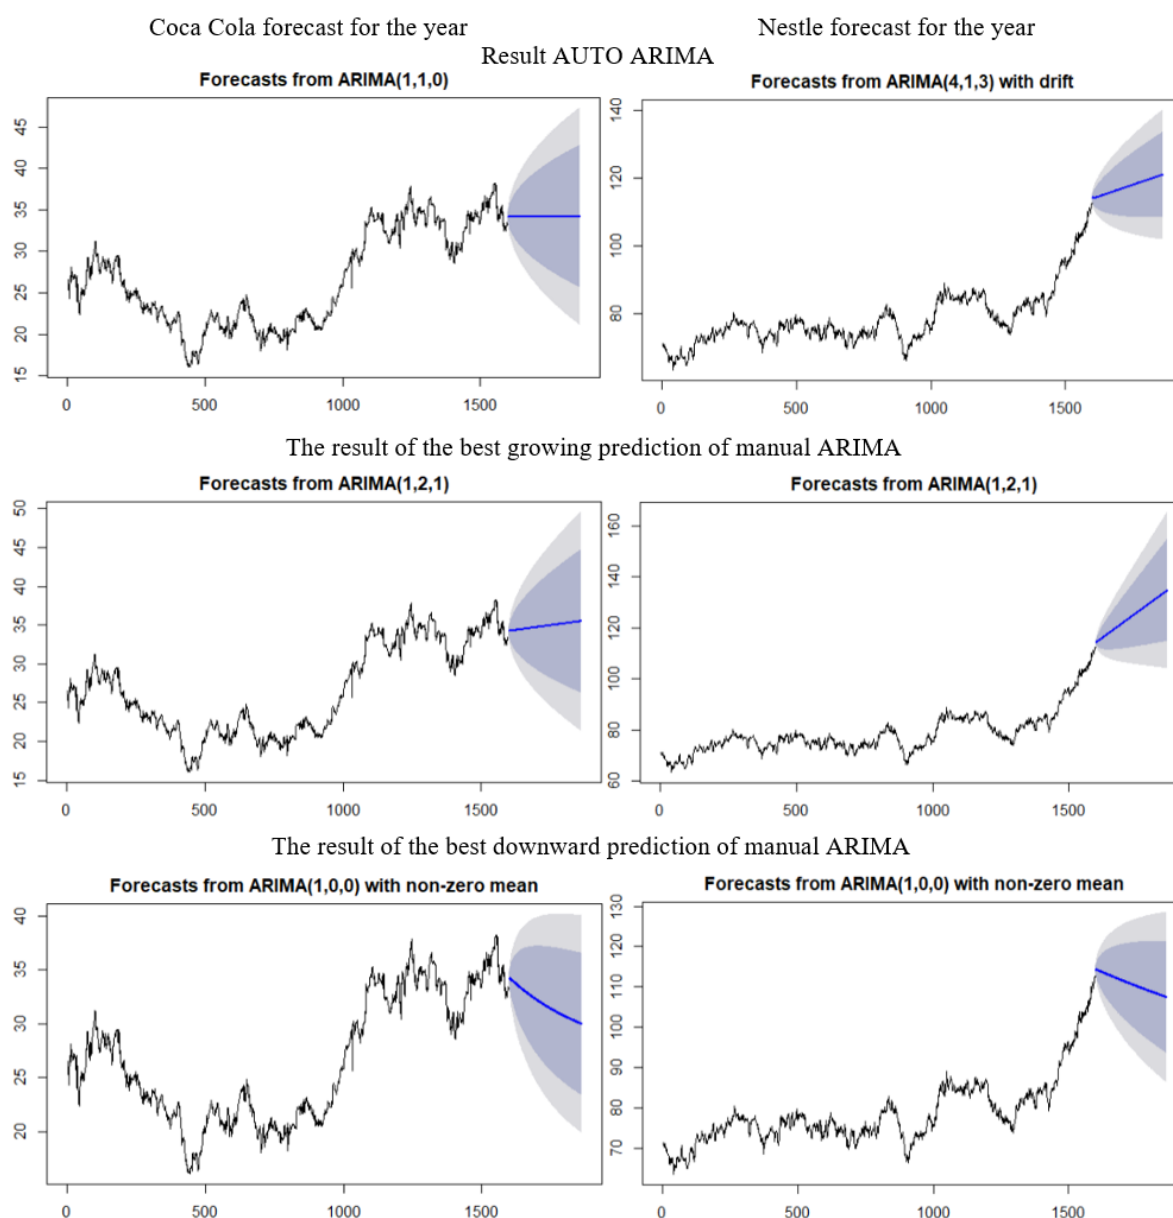 Coca Cola forecast for the year
Nestle forecast for the year
Result AUTO ARIMA
Forecasts from ARIMA(1,1,0)
45
40
35
30
25
20
15
0 500 1000 1500
Forecasts from ARIMA(4,1,3) with drift
140
120
100
80
0 500 1000 1500
The result of the best growing prediction of manual ARIMA
Forecasts from ARIMA(1,2,1)
50
45
40
35
30
25
20
15
0 500 1000 1500
Forecasts from ARIMA(1,2,1)
160
140
120
100
80
60
0 500 1000 1500
The result of the best downward prediction of manual ARIMA
Forecasts from ARIMA(1,0,0) with non-zero mean
40
35
30
25
20
0 500 1000 1500
Forecasts from ARIMA(1,0,0) with non-zero mean
130
120
110
100
90
80
70
0 500 1000 1500